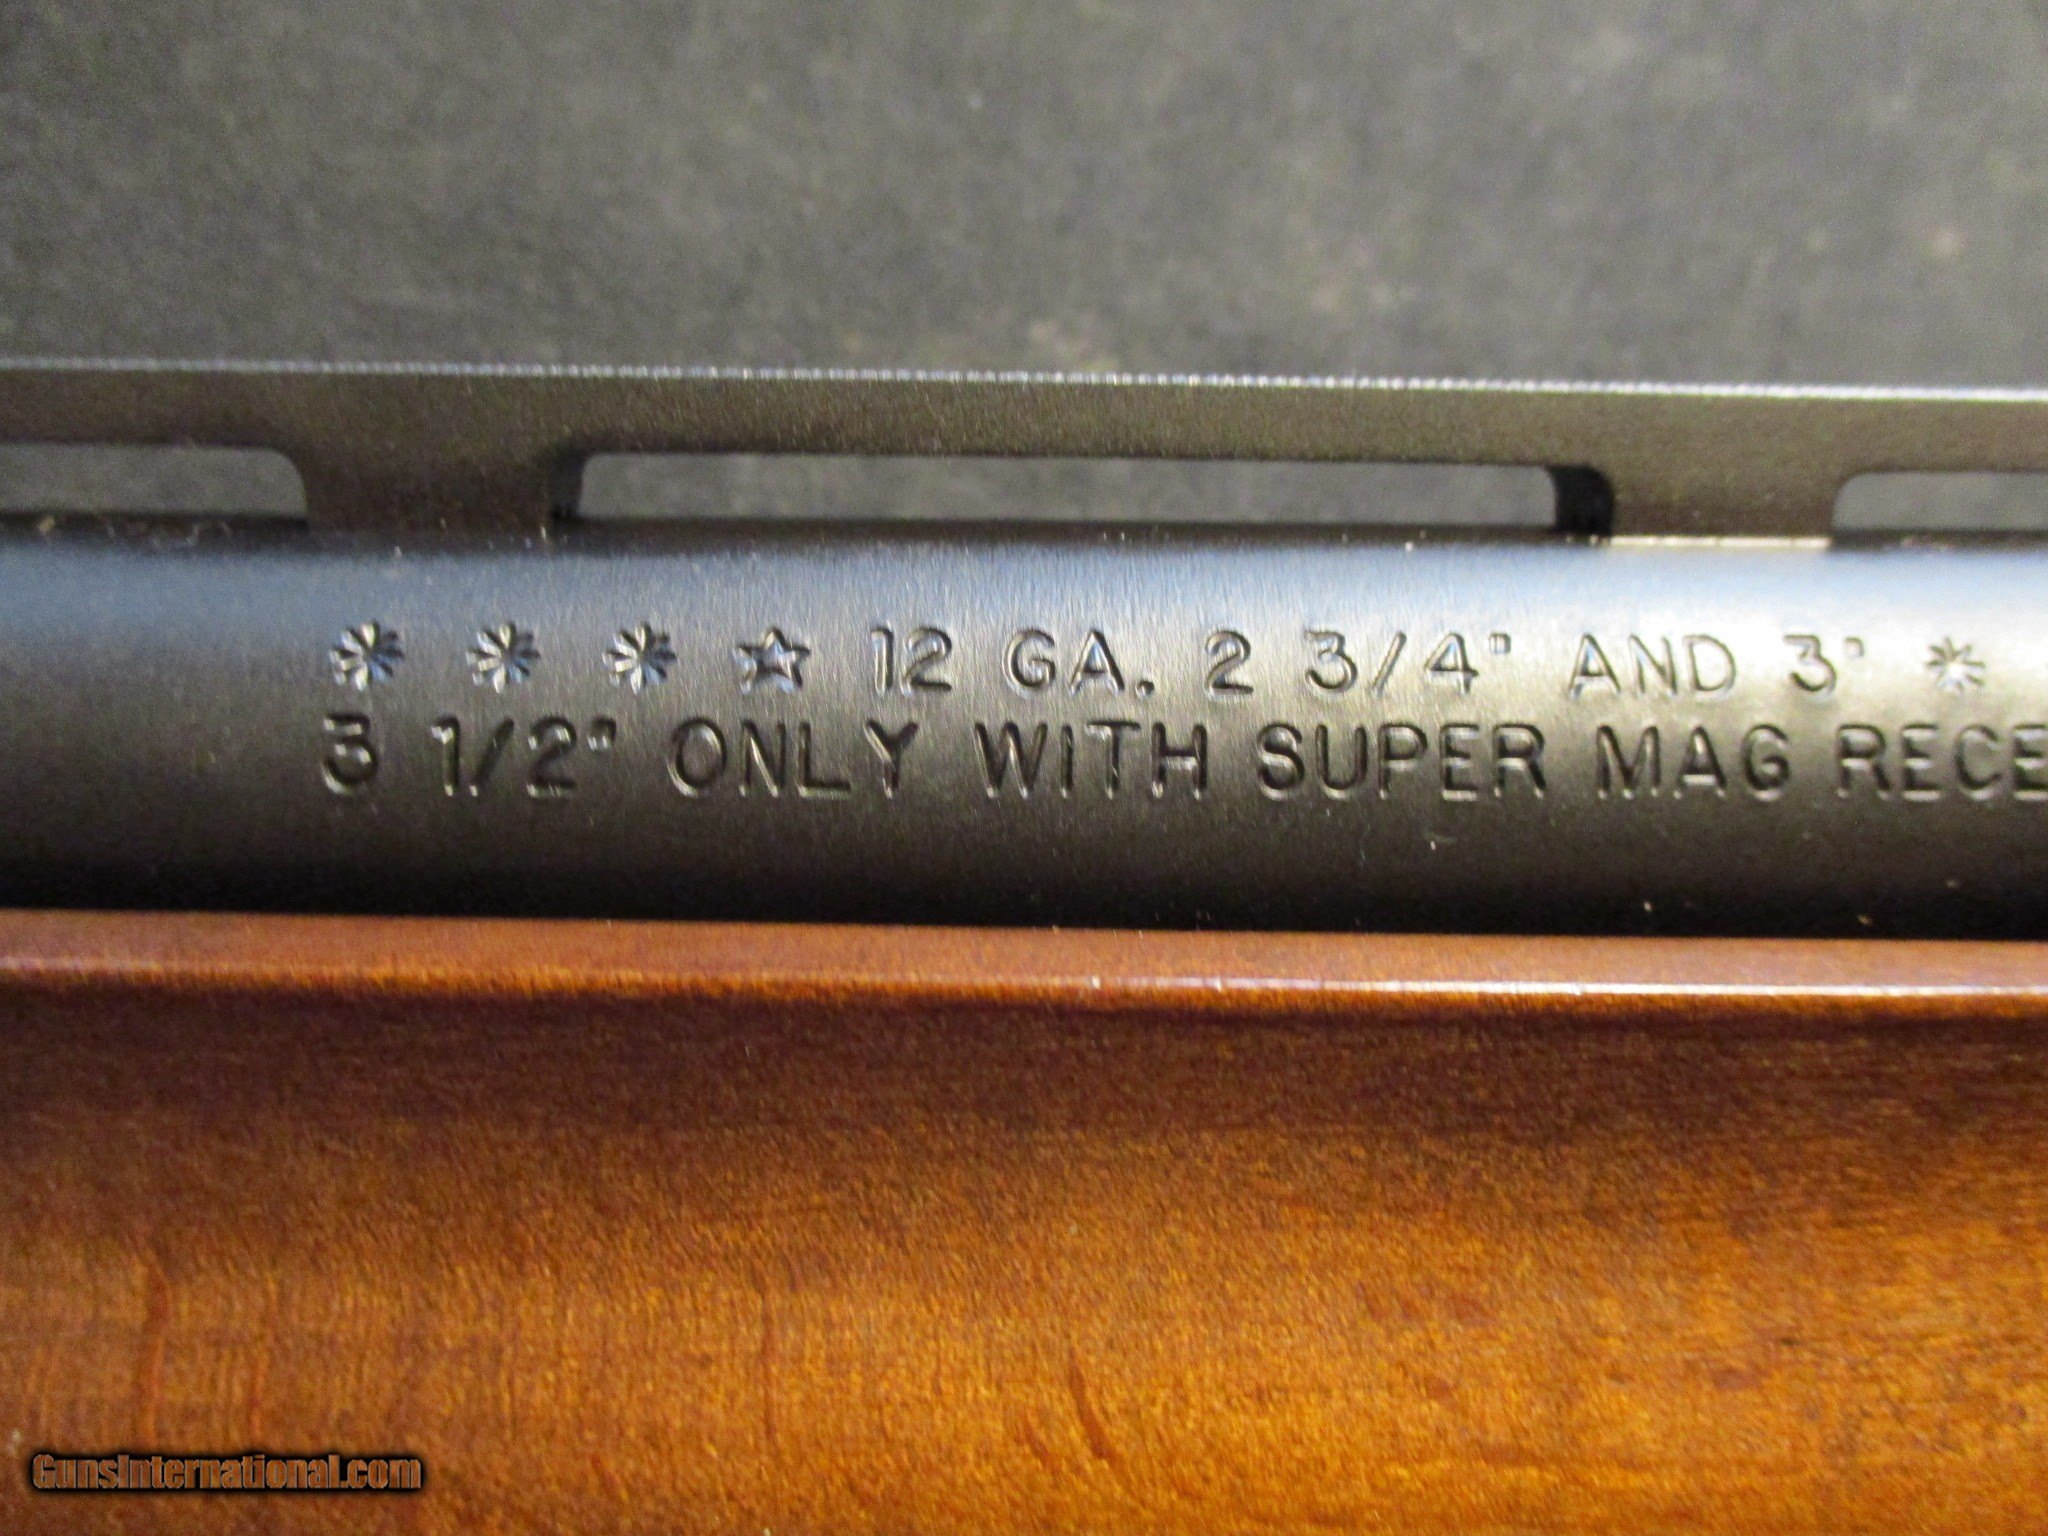 *** ☆ 12 GA. 2 3/4" AND 3" *
3 1/2" ONLY WITH SUPER MAG RECE
GunsInternational.com